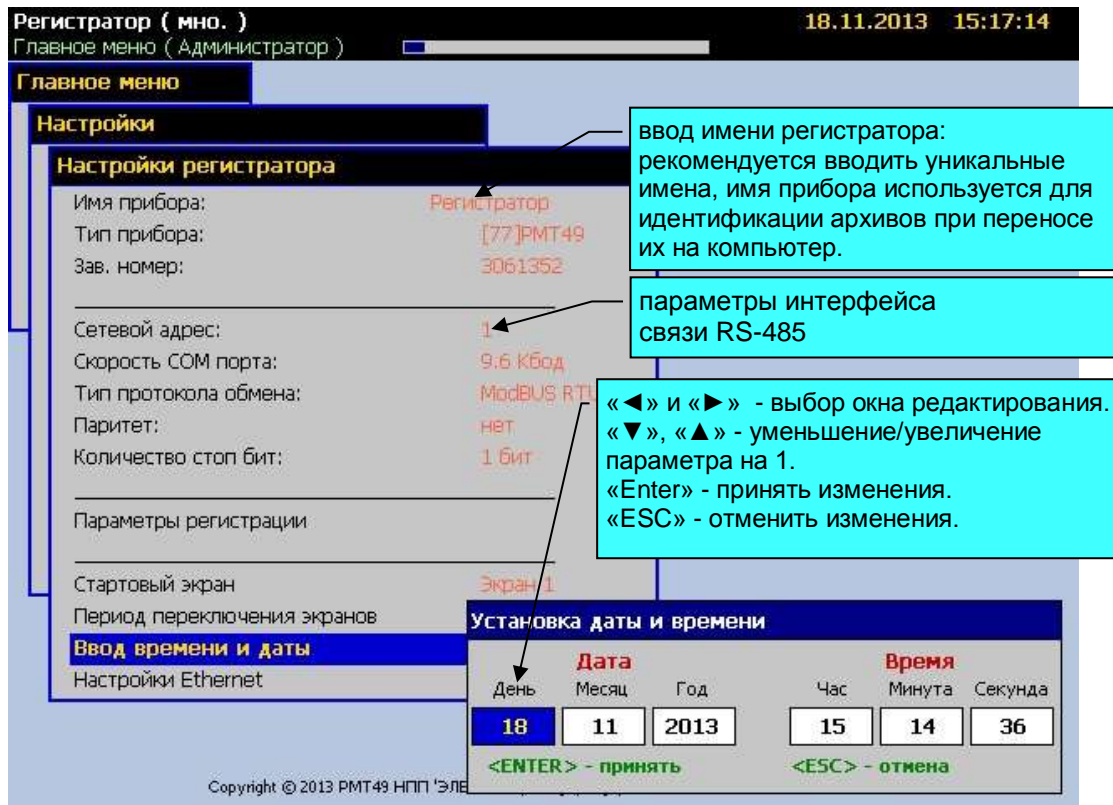 Регистратор ( мно. )
18.11.2013 15:17:14
Главное меню ( Администратор )
Главное меню
Настройки
Настройки регистратора
Имя прибора: Регистратор
Тип прибора: [77]РМТ49
Зав. номер: 3061352
Сетевой адрес: 1
Скорость COM порта: 9.6 Кбод
Тип протокола обмена: ModBUS RTU
Паритет: нет
Количество стоп бит: 1 бит
Параметры регистрации
Стартовый экран Экран 1
Период переключения экранов
Ввод времени и даты
Настройки Ethernet
ввод имени регистратора:
рекомендуется вводить уникальные
имена, имя прибора используется для
идентификации архивов при переносе
их на компьютер.
параметры интерфейса
связи RS-485
«◄» и «►» - выбор окна редактирования.
«▼», «▲» - уменьшение/увеличение
параметра на 1.
«Enter» - принять изменения.
«ESC» - отменить изменения.
Установка даты и времени
Дата Время
День Месяц Год Час Минута Секунда
18 11 2013 15 14 36
<ENTER> - принять <ESC> - отмена
Copyright © 2013 РМТ49 НПП